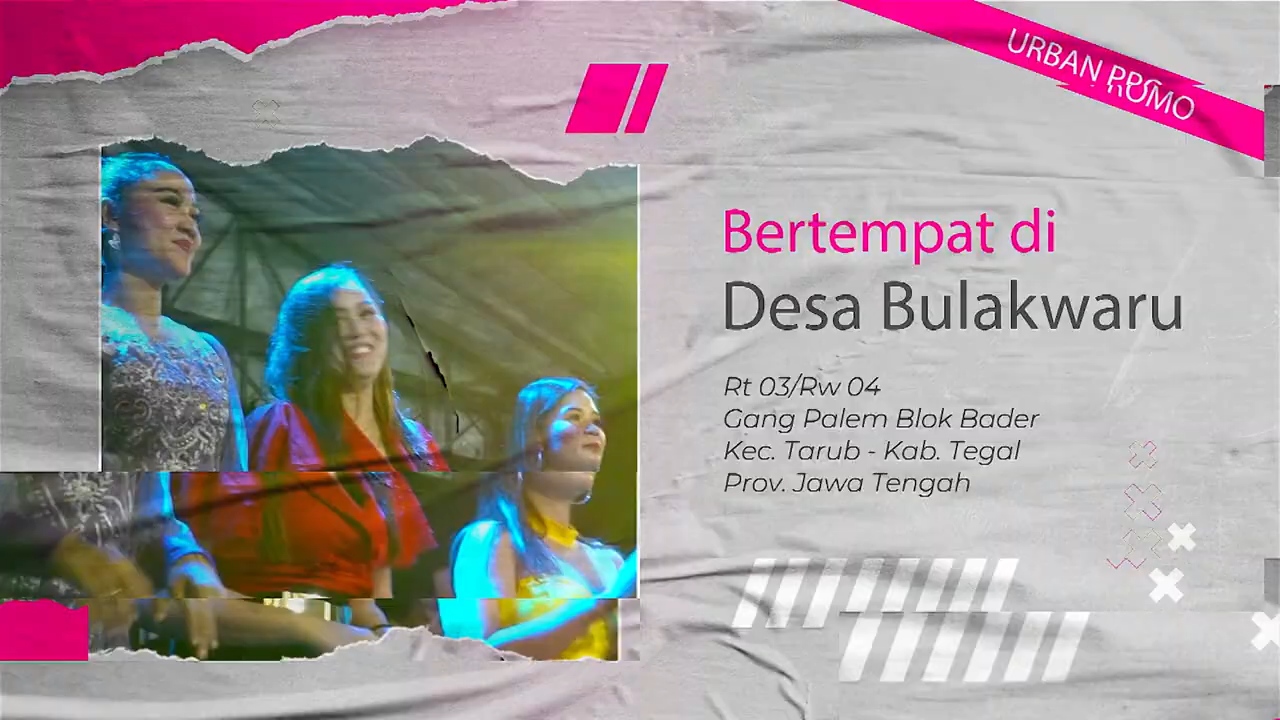 URBAN PROMO
Bertempat di
Desa Bulakwaru
Rt 03/Rw 04
Gang Palem Blok Bader
Kec. Tarub - Kab. Tegal
Prov. Jawa Tengah